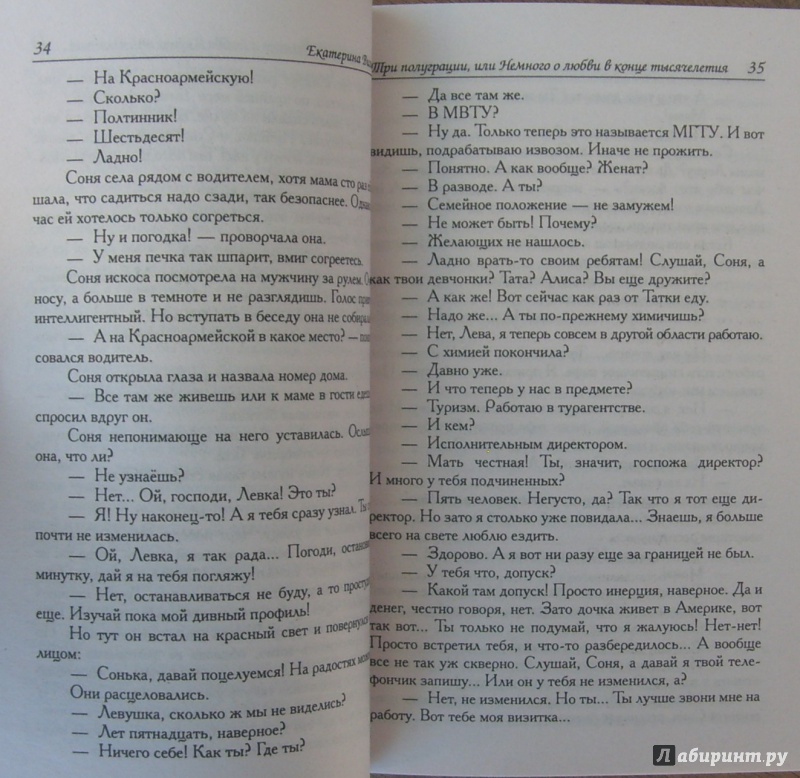 34
Екатерина
— На Красноармейскую!
— Сколько?
— Полтинник!
— Шестьдесят!
— Ладно!
Соня села рядом с водителем, хотя мама сто раз
шала, что садиться надо сзади, так безопаснее.
час ей хотелось только согреться.
— Ну и погодка! — проворчала она.
— У меня печка так шпарит, вмиг согреетесь.
Соня искоса посмотрела на мужчину за рулем.
носу, а больше в темноте и не разглядишь. Голос
интеллигентный. Но вступать в беседу она не
— А на Красноармейской в какое место? —
совался водитель.
Соня открыла глаза и назвала номер дома.
— Все там же живешь или к маме в гости
спросил вдруг он.
Соня непонимающе на него уставилась.
она, что ли?
— Не узнаёшь?
— Нет... Ой, господи, Левка! Это ты?
— Я! Ну наконец-то! А я тебя сразу узнал.
почти не изменилась.
— Ой, Левка, я так рада... Погоди,
минутку, дай я на тебя погляжу!
— Нет, останавливаться не буду, а то
еще. Изучай пока мой дивный профиль!
Но тут он встал на красный свет и
лицом:
— Сонька, давай поцелуемся! На радостях
Они расцеловались.
— Левушка, сколько ж мы не виделись?
— Лет пятнадцать, наверное?
— Ничего себе! Как ты? Где ты?
Три полуграции, или Немного о любви в конце тысячелетия 35
— Да все там же.
— В МВТУ?
— Ну да. Только теперь это называется МГТУ. И вот
видишь, подрабатываю извозом. Иначе не прожить.
— Понятно. А как вообще? Женат?
— В разводе. А ты?
— Семейное положение — не замужем!
— Не может быть! Почему?
— Желающих не нашлось.
— Ладно врать-то своим ребятам! Слушай, Соня, а
как твои девчонки? Тата? Алиса? Вы еще дружите?
— А как же! Вот сейчас как раз от Татки еду.
— Надо же... А ты по-прежнему химичишь?
— Нет, Лева, я теперь совсем в другой области работаю.
— С химией покончила?
— Давно уже.
— И что теперь у нас в предмете?
— Туризм. Работаю в турагентстве.
— И кем?
— Исполнительным директором.
— Мать честная! Ты, значит, госпожа директор?
И много у тебя подчиненных?
— Пять человек. Негусто, да? Так что я тот еще ди-
ректор. Но зато я столько уже повидала... Знаешь, я больше
всего на свете люблю ездить.
— Здорово. А я вот ни разу еще за границей не был.
— У тебя что, допуск?
— Какой там допуск! Просто инерция, наверное. Да и
денег, честно говоря, нет. Зато дочка живет в Америке, вот
так вот... Ты только не подумай, что я жалуюсь! Нет-нет!
Просто встретил тебя, и что-то разбередилось... А вообще
все не так уж скверно. Слушай, Соня, а давай я твой теле-
фончик запишу... Или он у тебя не изменился, а?
— Нет, не изменился. Но ты... Ты лучше звони мне на
работу. Вот тебе моя визитка...
Лабиринт.ру